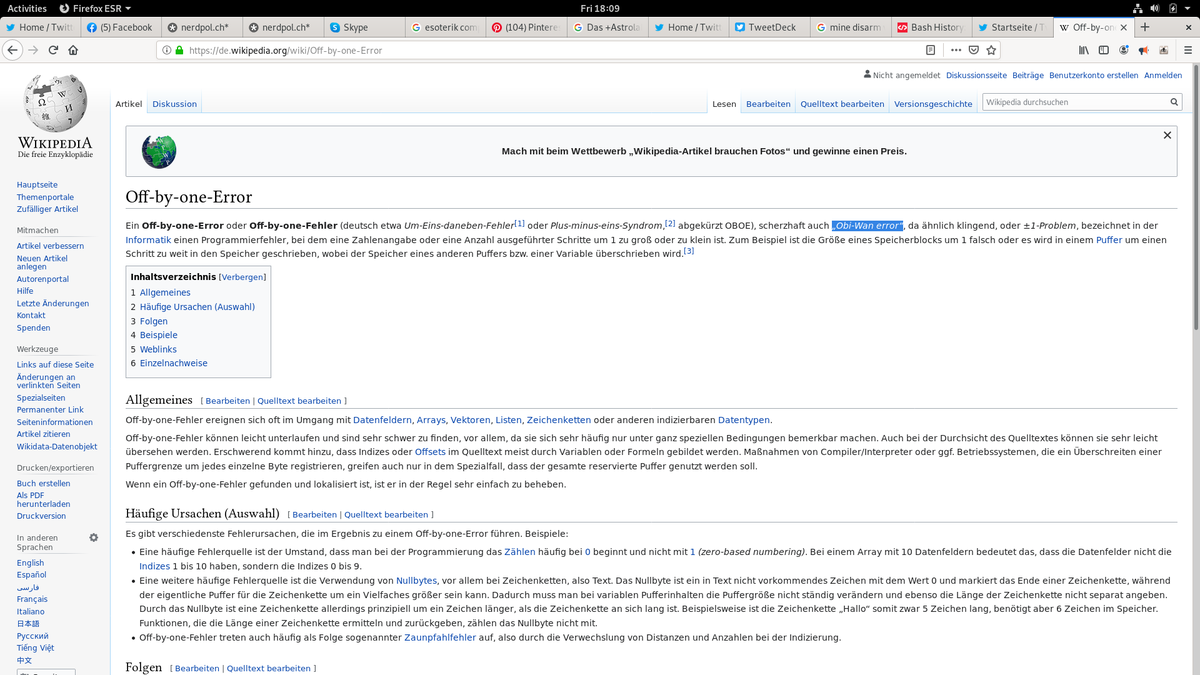 Activities Firefox ESR Fri 18:09
Home / Twitt (5) Facebook nerdpol.ch* nerdpol.ch* Skype esoterik com (104) Pinteres Das +Astrola Home / Twitt TweetDeck mine disarm Bash History Startseite / T Off-by-on
https://de.wikipedia.org/wiki/Off-by-one-Error
Nicht angemeldet Diskussionsseite Beiträge Benutzerkonto erstellen Anmelden
Artikel Diskussion Lesen Bearbeiten Quelltext bearbeiten Versionsgeschichte Wikipedia durchsuchen
WIKIPEDIA
Die freie Enzyklopädie
Hauptseite
Themenportale
Zufälliger Artikel
Mitmachen
Artikel verbessern
Neuen Artikel
anlegen
Autorenportal
Hilfe
Letzte Änderungen
Kontakt
Spenden
Werkzeuge
Links auf diese Seite
Änderungen an
verlinkten Seiten
Spezialseiten
Permanenter Link
Seiteninformationen
Artikel zitieren
Wikidata-Datenobjekt
Drucken/exportieren
Buch erstellen
Als PDF
herunterladen
Druckversion
In anderen
Sprachen
English
Español
فارسی
Français
Italiano
日本語
Русский
Tiếng Việt
中文
Mach mit beim Wettbewerb „Wikipedia-Artikel brauchen Fotos“ und gewinne einen Preis.
Off-by-one-Error
Ein Off-by-one-Error oder Off-by-one-Fehler (deutsch etwa Um-Eins-daneben-Fehler[1] oder Plus-minus-eins-Syndrom,[2] abgekürzt OBOE), scherzhaft auch „Obi-Wan error“, da ähnlich klingend, oder ±1-Problem, bezeichnet in der
Informatik einen Programmierfehler, bei dem eine Zahlenangabe oder eine Anzahl ausgeführter Schritte um 1 zu groß oder zu klein ist. Zum Beispiel ist die Größe eines Speicherblocks um 1 falsch oder es wird in einem Puffer um einen
Schritt zu weit in den Speicher geschrieben, wobei der Speicher eines anderen Puffers bzw. einer Variable überschrieben wird.[3]
Inhaltsverzeichnis [Verbergen]
1 Allgemeines
2 Häufige Ursachen (Auswahl)
3 Folgen
4 Beispiele
5 Weblinks
6 Einzelnachweise
Allgemeines [ Bearbeiten | Quelltext bearbeiten ]
Off-by-one-Fehler ereignen sich oft im Umgang mit Datenfeldern, Arrays, Vektoren, Listen, Zeichenketten oder anderen indizierbaren Datentypen.
Off-by-one-Fehler können leicht unterlaufen und sind sehr schwer zu finden, vor allem, da sie sich sehr häufig nur unter ganz speziellen Bedingungen bemerkbar machen. Auch bei der Durchsicht des Quelltextes können sie sehr leicht
übersehen werden. Erschwerend kommt hinzu, dass Indizes oder Offsets im Quelltext meist durch Variablen oder Formeln gebildet werden. Maßnahmen von Compiler/Interpreter oder ggf. Betriebssystemen, die ein Überschreiten einer
Puffergrenze um jedes einzelne Byte registrieren, greifen auch nur in dem Spezialfall, dass der gesamte reservierte Puffer genutzt werden soll.
Wenn ein Off-by-one-Fehler gefunden und lokalisiert ist, ist er in der Regel sehr einfach zu beheben.
Häufige Ursachen (Auswahl) [ Bearbeiten | Quelltext bearbeiten ]
Es gibt verschiedenste Fehlerursachen, die im Ergebnis zu einem Off-by-one-Error führen. Beispiele:
• Eine häufige Fehlerquelle ist der Umstand, dass man bei der Programmierung das Zählen häufig bei 0 beginnt und nicht mit 1 (zero-based numbering). Bei einem Array mit 10 Datenfeldern bedeutet das, dass die Datenfelder nicht die
Indizes 1 bis 10 haben, sondern die Indizes 0 bis 9.
• Eine weitere häufige Fehlerquelle ist die Verwendung von Nullbytes, vor allem bei Zeichenketten, also Text. Das Nullbyte ist ein in Text nicht vorkommendes Zeichen mit dem Wert 0 und markiert das Ende einer Zeichenkette, während
der eigentliche Puffer für die Zeichenkette um ein Vielfaches größer sein kann. Dadurch muss man bei variablen Pufferinhalten die Puffergröße nicht ständig verändern und ebenso die Länge der Zeichenkette nicht separat angeben.
Durch das Nullbyte ist eine Zeichenkette allerdings prinzipiell um ein Zeichen länger, als die Zeichenkette an sich lang ist. Beispielsweise ist die Zeichenkette „Hallo“ somit zwar 5 Zeichen lang, benötigt aber 6 Zeichen im Speicher.
Funktionen, die die Länge einer Zeichenkette ermitteln und zurückgeben, zählen das Nullbyte nicht mit.
• Off-by-one-Fehler treten auch häufig als Folge sogenannter Zaunpfahlfehler auf, also durch die Verwechslung von Distanzen und Anzahlen bei der Indizierung.
Folgen [ Bearbeiten | Quelltext bearbeiten ]